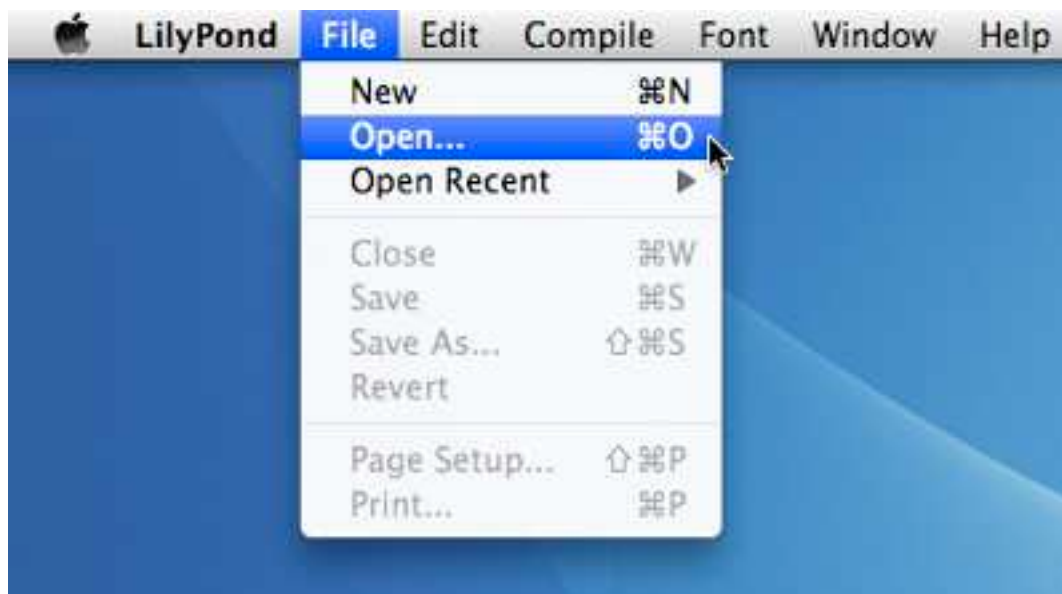 LilyPond File Edit Compile Font Window Help
New ⌘N
Open... ⌘O
Open Recent ▶
Close ⌘W
Save ⌘S
Save As... ⇧⌘S
Revert
Page Setup... ⇧⌘P
Print... ⌘P